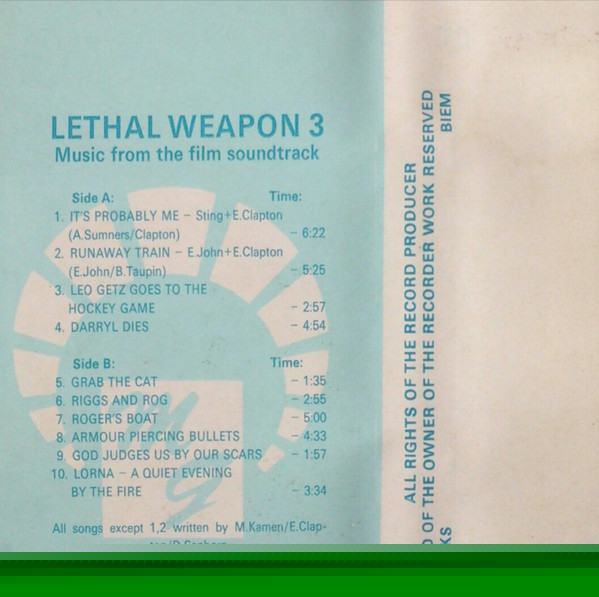 LETHAL WEAPON 3
Music from the film soundtrack
Side A: Time:
1. IT'S PROBABLY ME – Sting+E.Clapton
(A.Sumners/Clapton) – 6:22
2. RUNAWAY TRAIN – E.John+E.Clapton
(E.John/B.Taupin) – 5:25
3. LEO GETZ GOES TO THE
HOCKEY GAME – 2:57
4. DARRYL DIES – 4:54
Side B: Time:
5. GRAB THE CAT – 1:35
6. RIGGS AND ROG – 2:55
7. ROGER'S BOAT – 5:00
8. ARMOUR PIERCING BULLETS – 4:33
9. GOD JUDGES US BY OUR SCARS – 1:57
10. LORNA – A QUIET EVENING
BY THE FIRE – 3:34
All songs except 1,2 written by M.Kamen/E.Clap-
ALL RIGHTS OF THE RECORD PRODUCER
OF THE OWNER OF THE RECORDER WORK RESERVED
BIEM